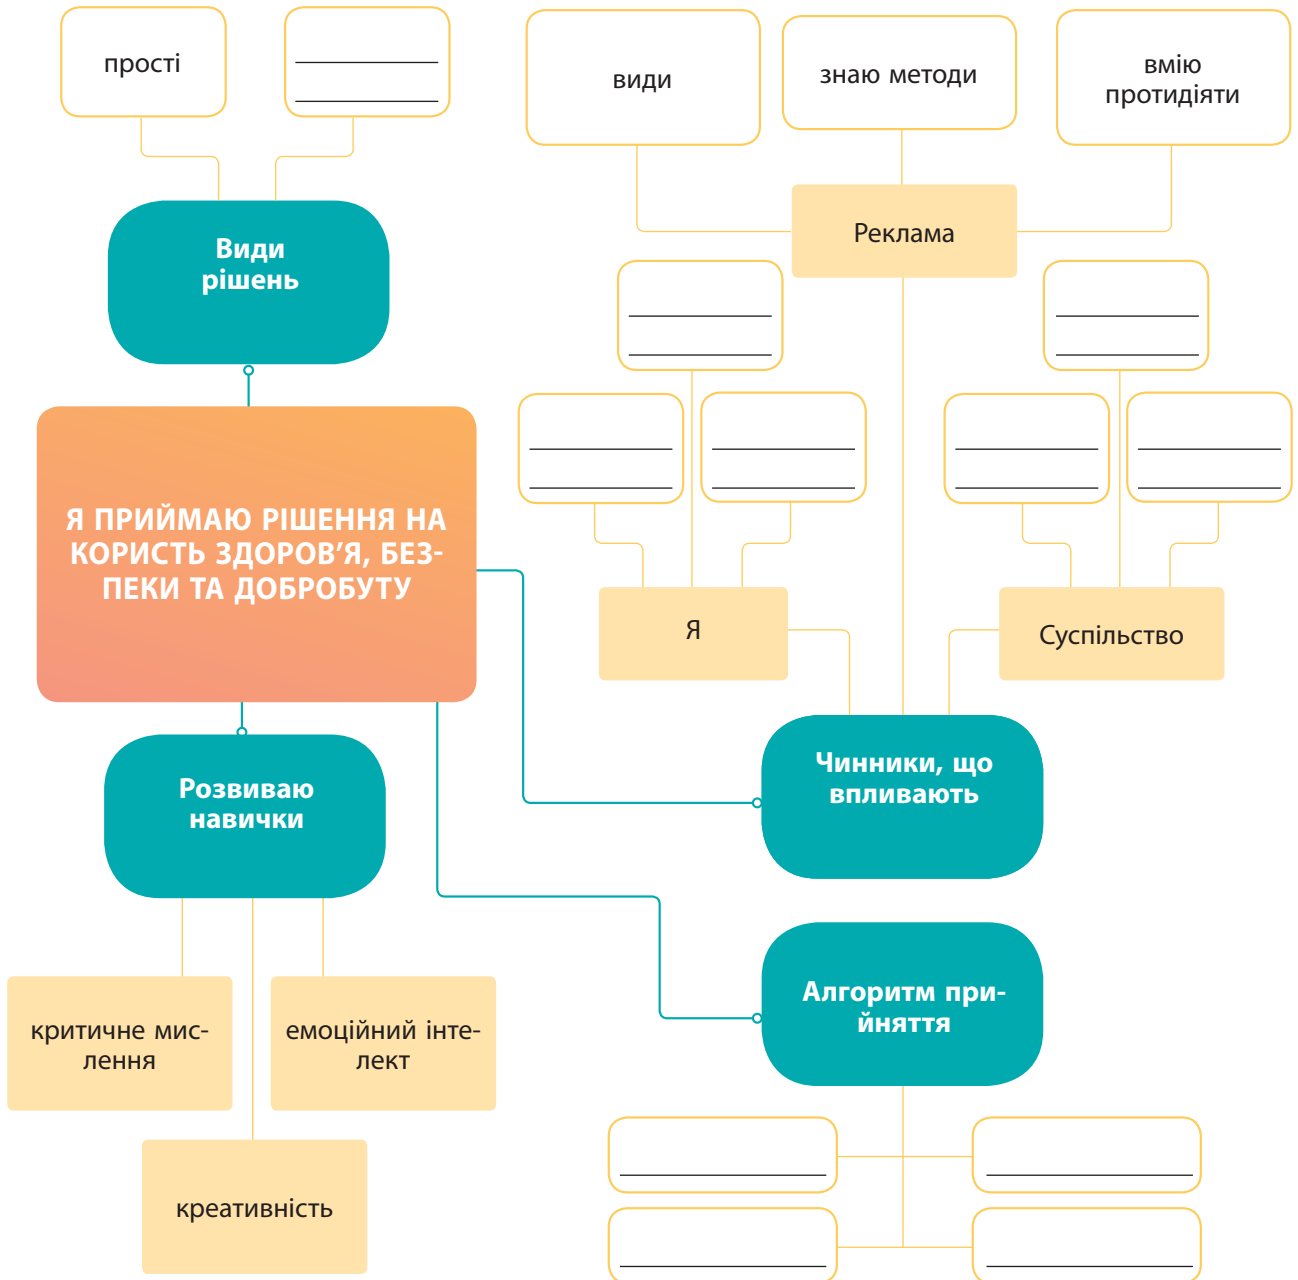 прості
види
знаю методи
вмію
протидіяти
Реклама
Види
рішень
Я ПРИЙМАЮ РІШЕННЯ НА
КОРИСТЬ ЗДОРОВ’Я, БЕЗ-
ПЕКИ ТА ДОБРОБУТУ
Я
Суспільство
Розвиваю
навички
Чинники, що
впливають
критичне мис-
лення
емоційний інте-
лект
креативність
Алгоритм при-
йняття